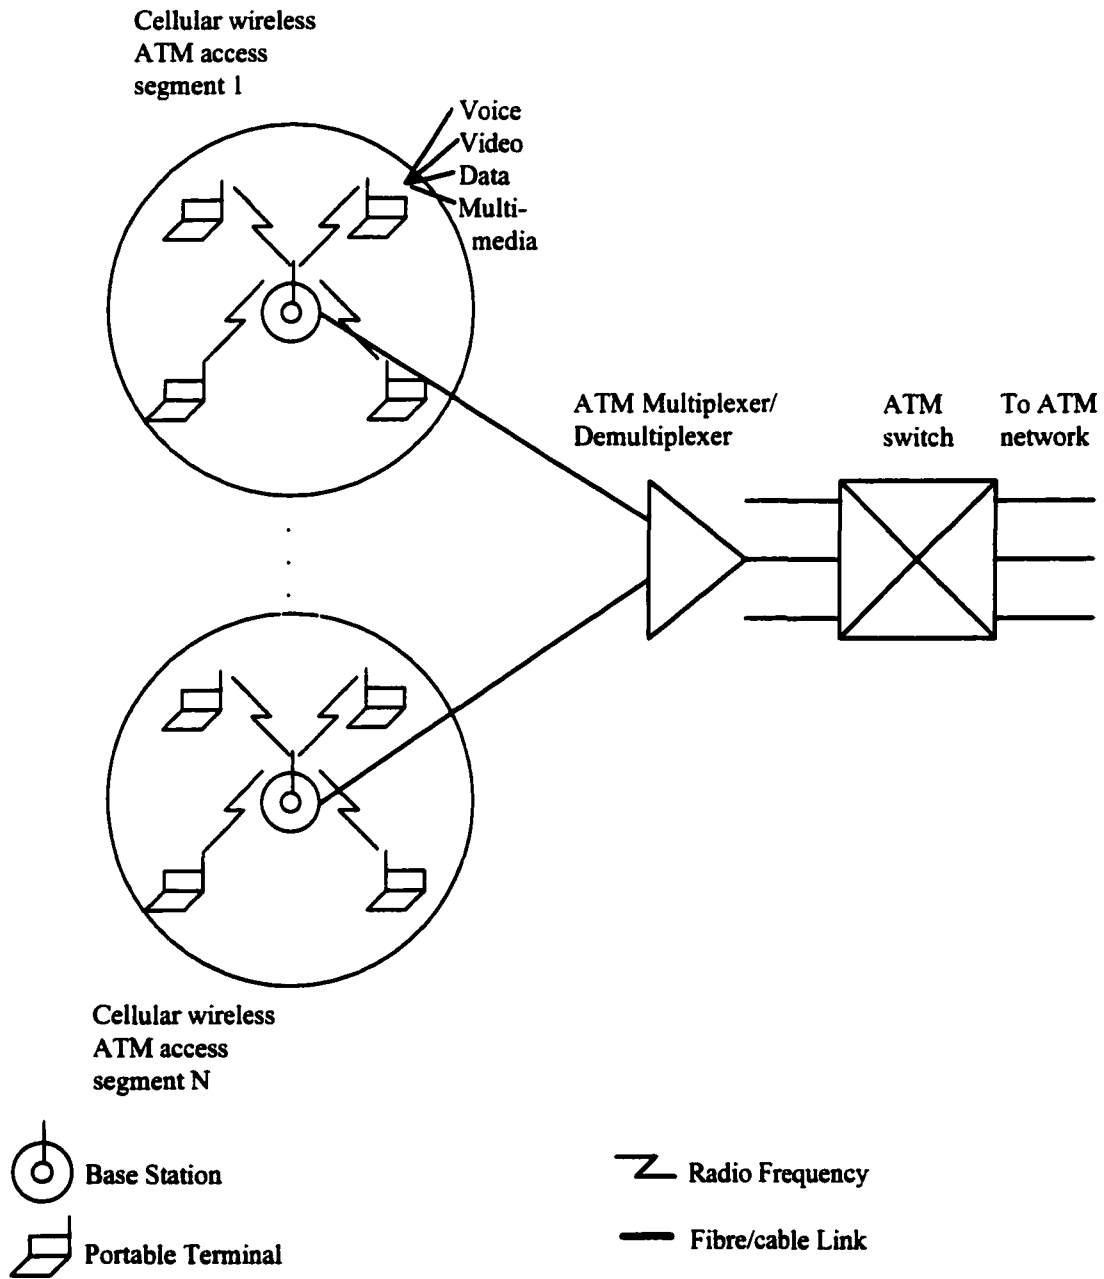 Cellular wireless
ATM access
segment 1
Voice
Video
Data
Multi-
media
ATM Multiplexer/
Demultiplexer
ATM
switch
To ATM
network
Cellular wireless
ATM access
segment N
Base Station
Radio Frequency
Portable Terminal
Fibre/cable Link